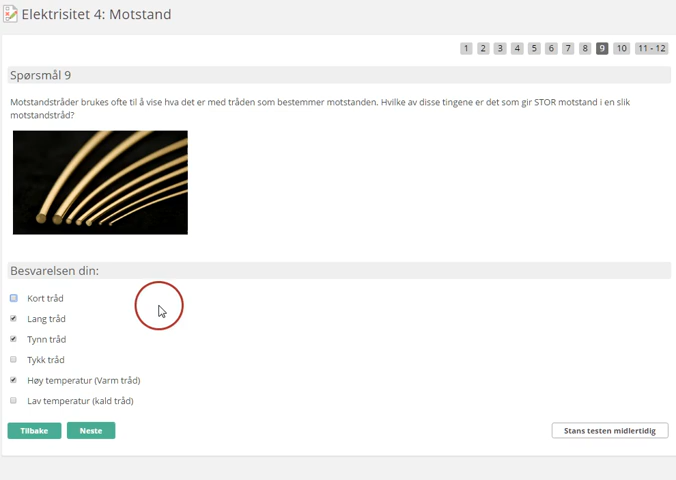 Elektrisitet 4: Motstand
1 2 3 4 5 6 7 8 9 10 11 - 12
Spørsmål 9
Motstandstråder brukes ofte til å vise hva det er med tråden som bestemmer motstanden. Hvilke av disse tingene er det som gir STOR motstand i en slik
motstandstråd?
Besvarelsen din:
Kort tråd
Lang tråd
Tynn tråd
Tykk tråd
Høy temperatur (Varm tråd)
Lav temperatur (kald tråd)
Tilbake Neste Stans testen midlertidig